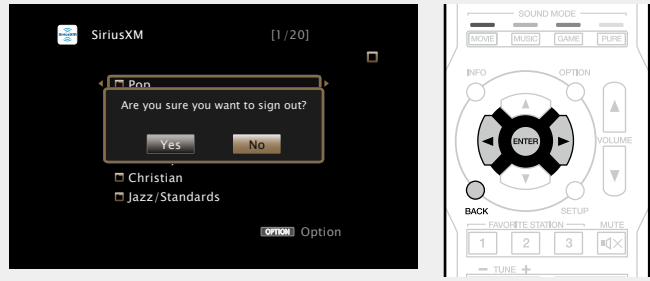 SiriusXM [1/20]
Pop
Are you sure you want to sign out?
Yes No
Christian
Jazz/Standards
OPTION Option
SOUND MODE
MOVIE MUSIC GAME PURE
INFO OPTION
ENTER
VOLUME
BACK SETUP
FAVORITE STATION MUTE
1 2 3
TUNE